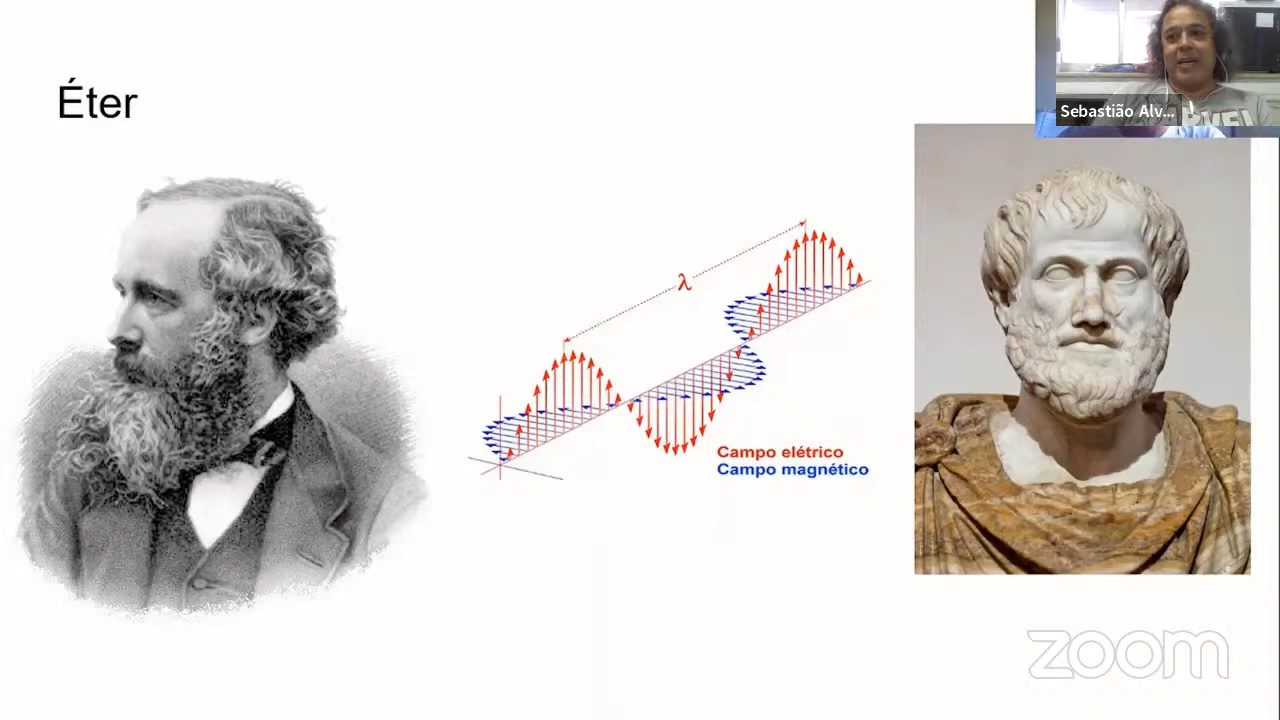 Éter
Sebastião Alv...
λ
Campo elétrico
Campo magnético
zoom